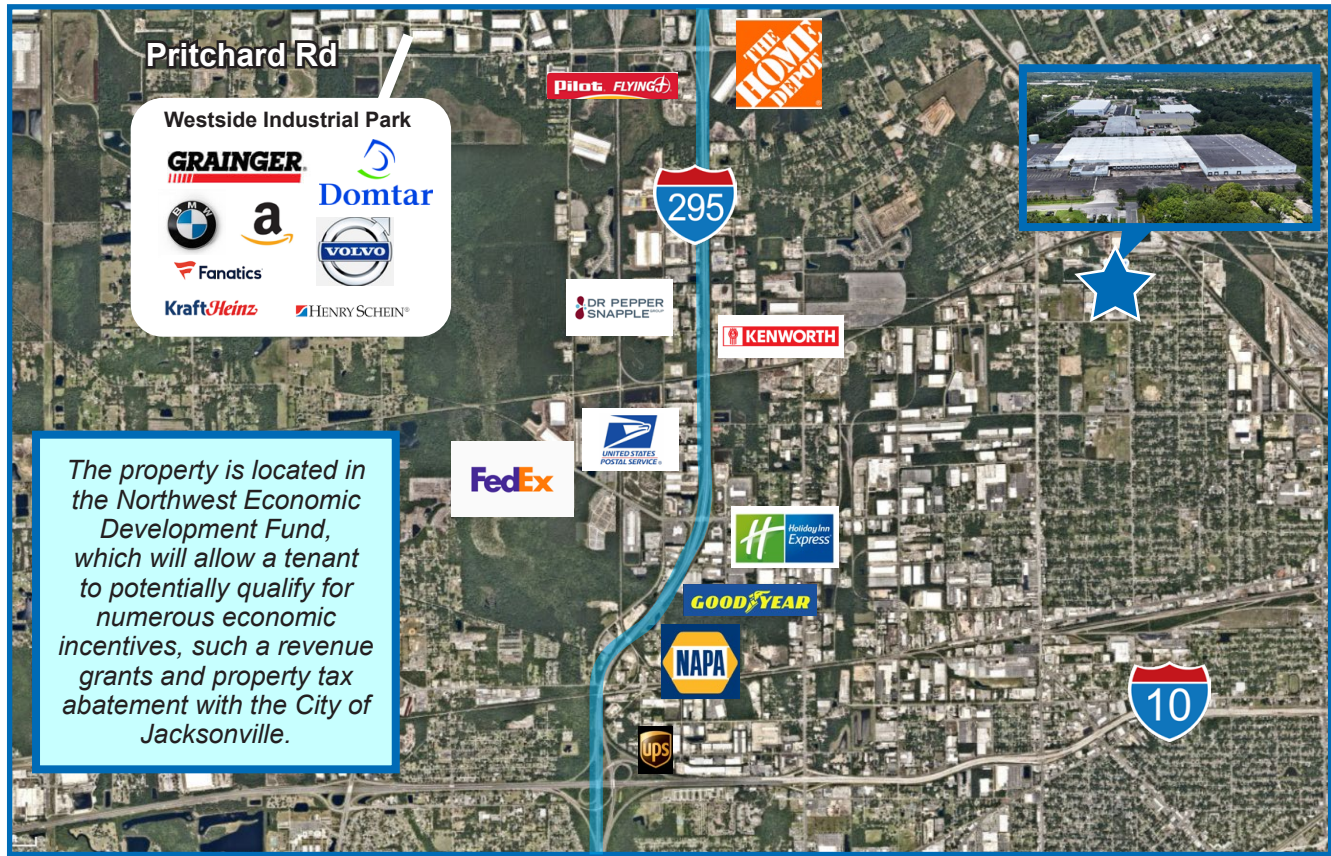 Pritchard Rd
Westside Industrial Park
GRAINGER
Domtar
BMW
a
VOLVO
Fanatics
KraftHeinz
HENRY SCHEIN®
Pilot. FLYING J.
THE
HOME
DEPOT
295
DR PEPPER
SNAPPLE GROUP
KENWORTH
UNITED STATES
POSTAL SERVICE®
FedEx
Holiday Inn
Express®
GOODYEAR
NAPA
ups
10
The property is located in
the Northwest Economic
Development Fund,
which will allow a tenant
to potentially qualify for
numerous economic
incentives, such a revenue
grants and property tax
abatement with the City of
Jacksonville.